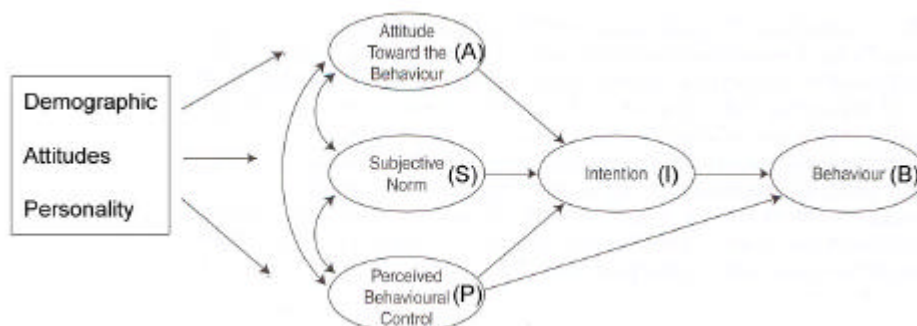 Demographic
Attitudes
Personality
Attitude
Toward the (A)
Behaviour
Subjective (S)
Norm
Perceived
Behavioural (P)
Control
Intention (I)
Behaviour (B)